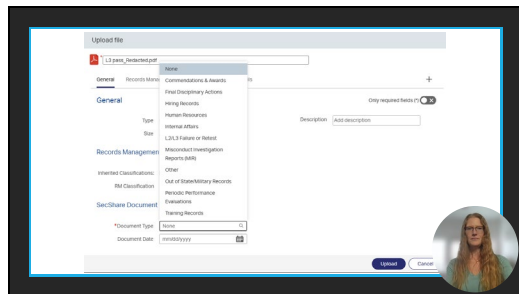 Upload file
L3 pass_Redacted.pdf
None
General
Records Mana
+
Commendations & Awards
Final Disciplinary Actions
General
Only required fields (*)
Hiring Records
Human Resources
Type
Description
Add description
Internal Affairs
Size
L2/L3 Failure or Retest
Records Managemen
Misconduct Investigation
Reports (MIR)
Inherited Classifications:
Other
RM Classification
Out of State/Military Records
Periodic Performance
Evaluations
SecShare Document
Training Records
*Document Type
None
Document Date
mm/dd/yyyy
Upload
Cancel